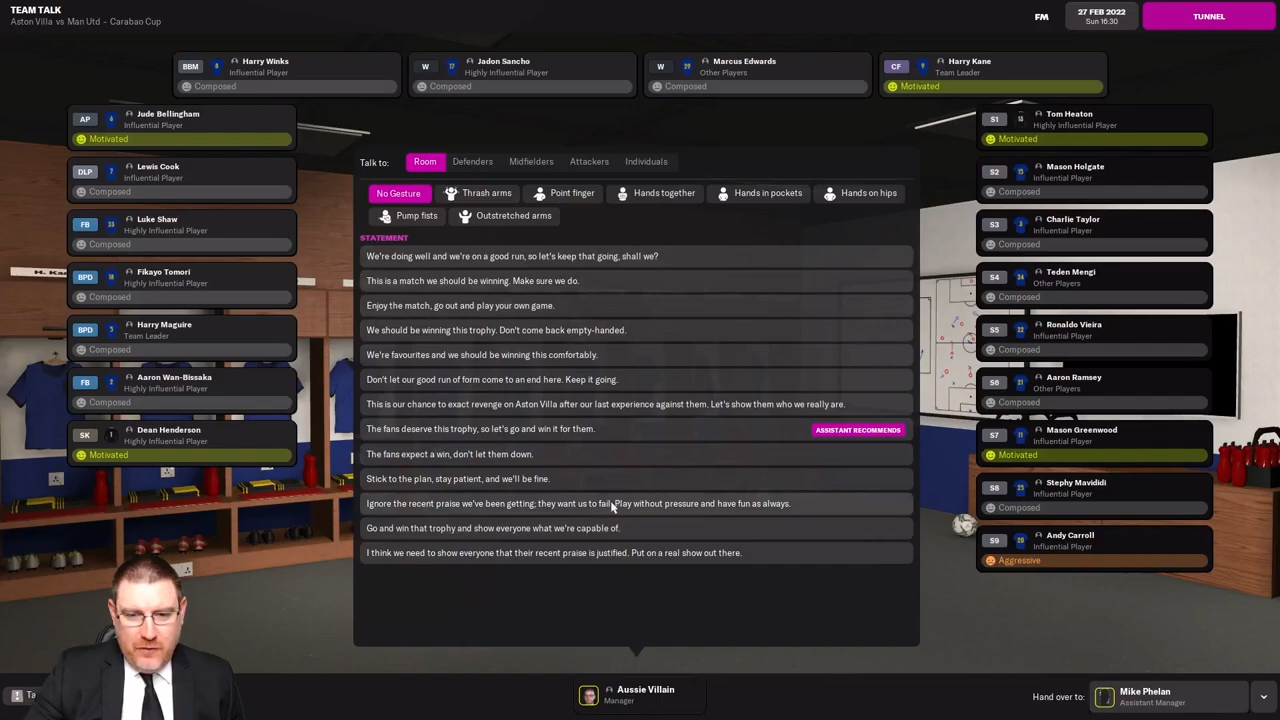 TEAM TALK
Aston Villa vs Man Utd - Carabao Cup
FM
27 FEB 2022
Sun 16:30
TUNNEL
BBM
8
Harry Winks
Influential Player
Composed
W
17
Jadon Sancho
Highly Influential Player
Composed
W
29
Marcus Edwards
Other Players
Composed
CF
9
Harry Kane
Team Leader
Motivated
AP
Jude Bellingham
Influential Player
Motivated
DLP
7
Lewis Cook
Influential Player
Composed
FB
23
Luke Shaw
Highly Influential Player
Composed
BPD
Fikayo Tomori
Highly Influential Player
Composed
BPD
Harry Maguire
Team Leader
Composed
FB
2
Aaron Wan-Bissaka
Highly Influential Player
Composed
SK
1
Dean Henderson
Highly Influential Player
Motivated
H. Ka
Talk to:
Room
Defenders
Midfielders
Attackers
Individuals
No Gesture
Thrash arms
Point finger
Hands together
Hands in pockets
Hands on hips
Pump fists
Outstretched arms
STATEMENT
We're doing well and we're on a good run, so let's keep that going, shall we?
This is a match we should be winning. Make sure we do.
Enjoy the match, go out and play your own game.
We should be winning this trophy. Don't come back empty-handed.
We're favourites and we should be winning this comfortably.
Don't let our good run of form come to an end here. Keep it going.
This is our chance to exact revenge on Aston Villa after our last experience against them. Let's show them who we really are.
The fans deserve this trophy, so let's go and win it for them.
ASSISTANT RECOMMENDS
The fans expect a win, don't let them down.
Stick to the plan, stay patient, and we'll be fine.
Ignore the recent praise we've been getting; they want us to fail. Play without pressure and have fun as always.
Go and win that trophy and show everyone what we're capable of.
I think we need to show everyone that their recent praise is justified. Put on a real show out there.
S1
13
Tom Heaton
Highly Influential Player
Motivated
S2
15
Mason Holgate
Influential Player
Composed
S3
Charlie Taylor
Influential Player
Composed
S4
24
Teden Mengi
Other Players
Composed
S5
22
Ronaldo Vieira
Influential Player
Composed
S6
21
Aaron Ramsey
Other Players
Composed
S7
11
Mason Greenwood
Influential Player
Motivated
S8
25
Stephy Mavididi
Influential Player
Composed
S9
20
Andy Carroll
Influential Player
Aggressive
Ta
Aussie Villain
Manager
Hand over to:
Mike Phelan
Assistant Manager